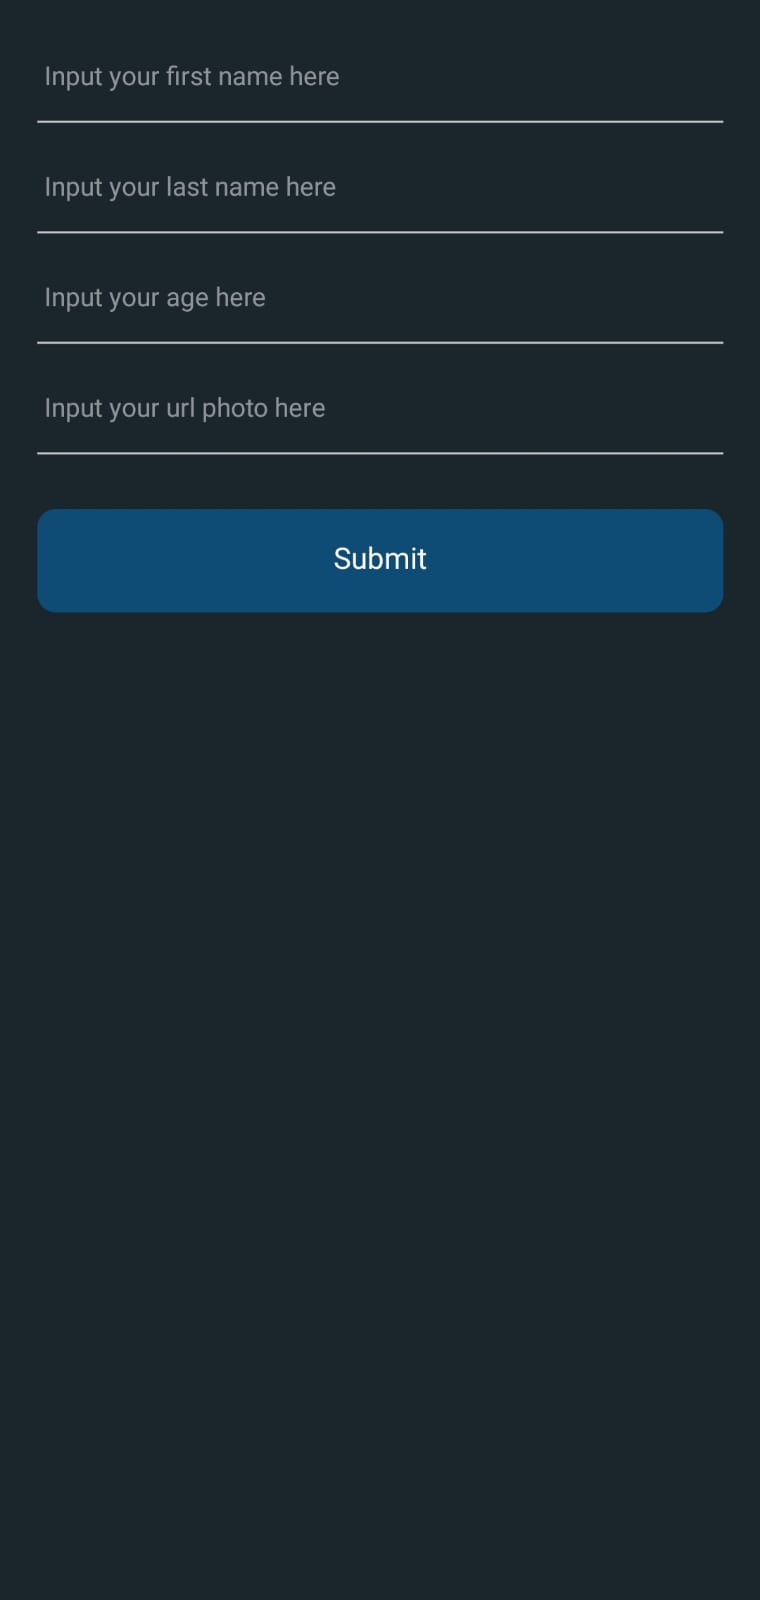 Input your first name here
Input your last name here
Input your age here
Input your url photo here
Submit